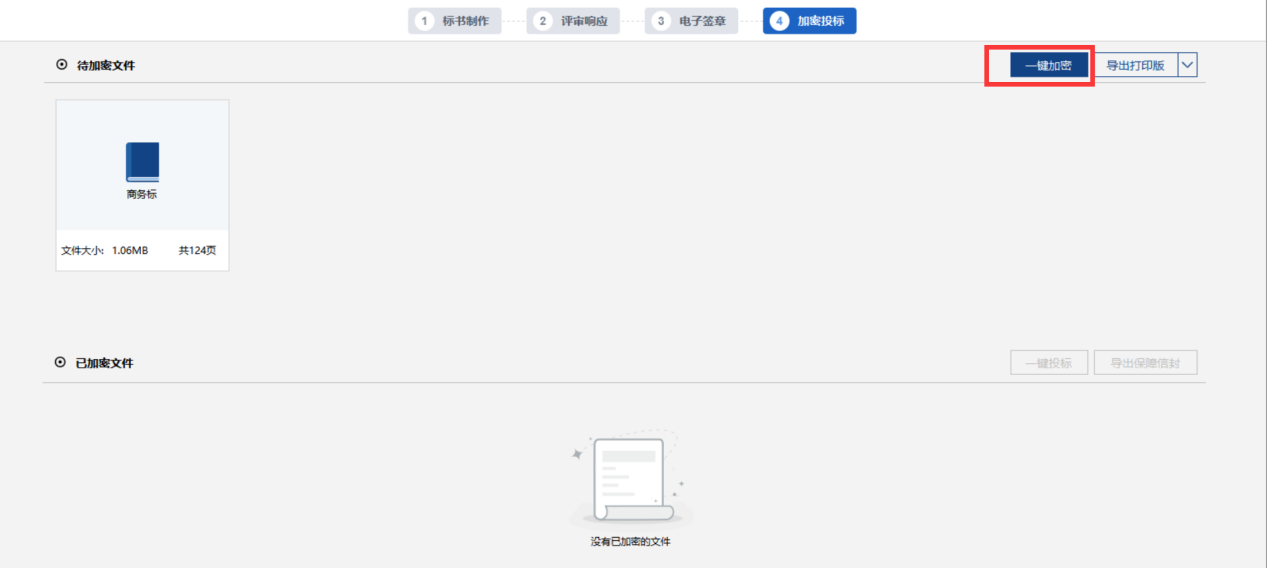 1 标书制作 2 评审响应 3 电子签章 4 加密投标
待加密文件 一键加密 导出打印版
商务标
文件大小: 1.06MB 共124页
已加密文件 一键投标 导出保障信封
没有已加密的文件